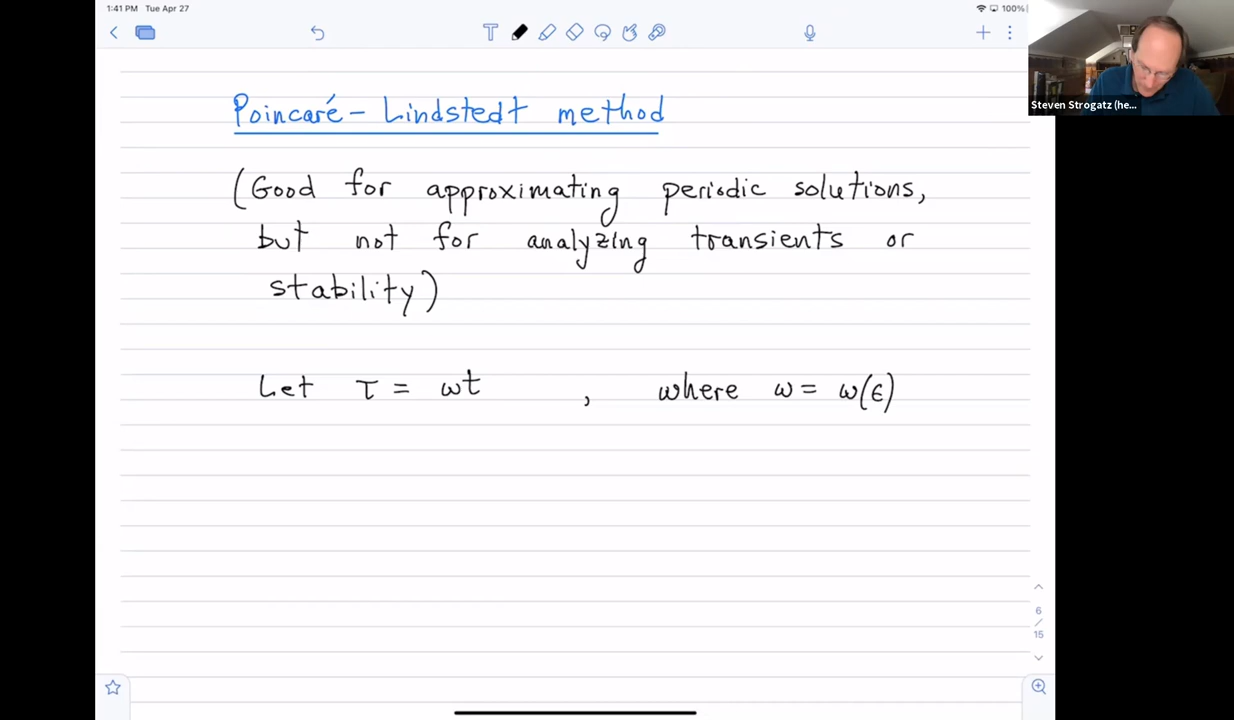 1:41 PM Tue Apr 27
100%
Steven Strogatz (he...
Poincaré - Lindstedt method
(Good for approximating periodic solutions,
but not for analyzing transients or
stability)
Let τ = ωt , where ω = ω(ϵ)
6
/
15